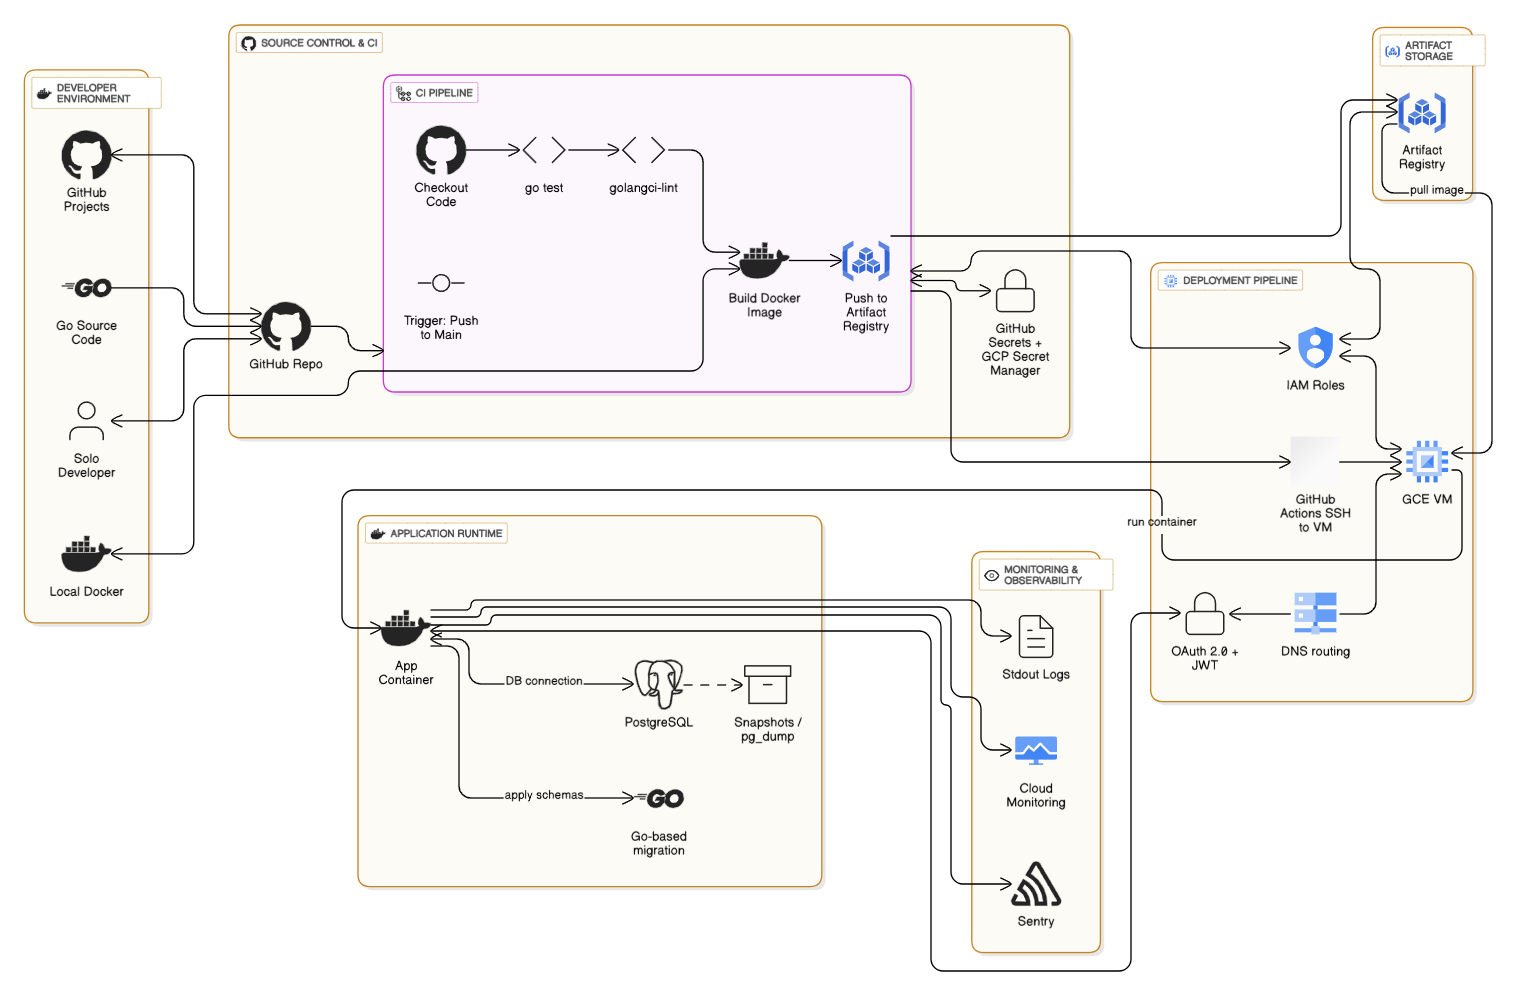 SOURCE CONTROL & CI
ARTIFACT
STORAGE
DEVELOPER
ENVIRONMENT
CI PIPELINE
GitHub
Projects
Checkout
Code
go test
golangci-lint
Artifact
Registry
pull image
Go Source
Code
GitHub Repo
Trigger: Push
to Main
Build Docker
Image
Push to
Artifact
Registry
GitHub
Secrets +
GCP Secret
Manager
DEPLOYMENT PIPELINE
IAM Roles
Solo
Developer
GitHub
Actions SSH
to VM
GCE VM
run container
Local Docker
GO
APPLICATION RUNTIME
MONITORING &
OBSERVABILITY
App
Container
DB connection
PostgreSQL
Snapshots /
pg_dump
apply schemas
GO
Go-based
migration
Stdout Logs
Cloud
Monitoring
Sentry
OAuth 2.0 +
JWT
DNS routing